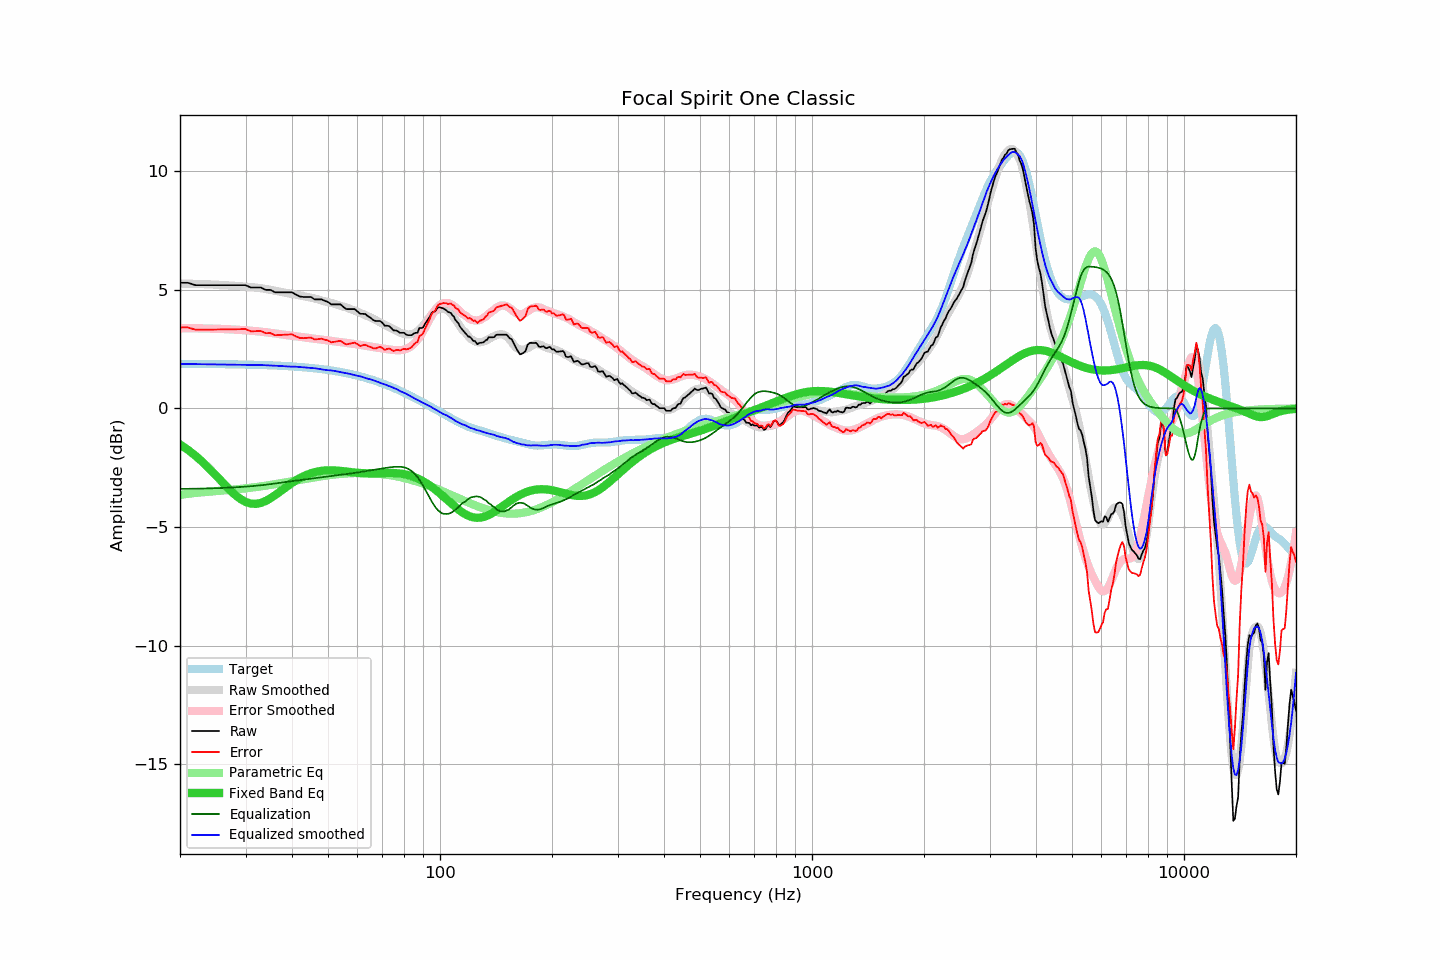 Focal Spirit One Classic
Amplitude (dBr)
10
5
0
−5
−10
−15
Target
Raw Smoothed
Error Smoothed
Raw
Error
Parametric Eq
Fixed Band Eq
Equalization
Equalized smoothed
100
1000
10000
Frequency (Hz)